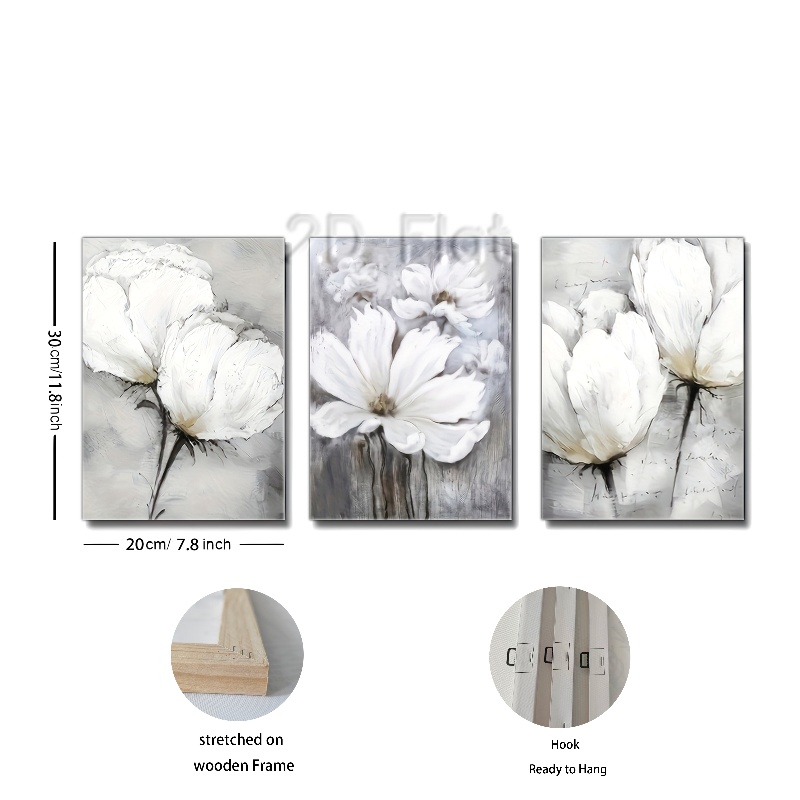 2D Flat
30cm/11.8inch
20cm/ 7.8 inch
stretched on
wooden Frame
Hook
Ready to Hang